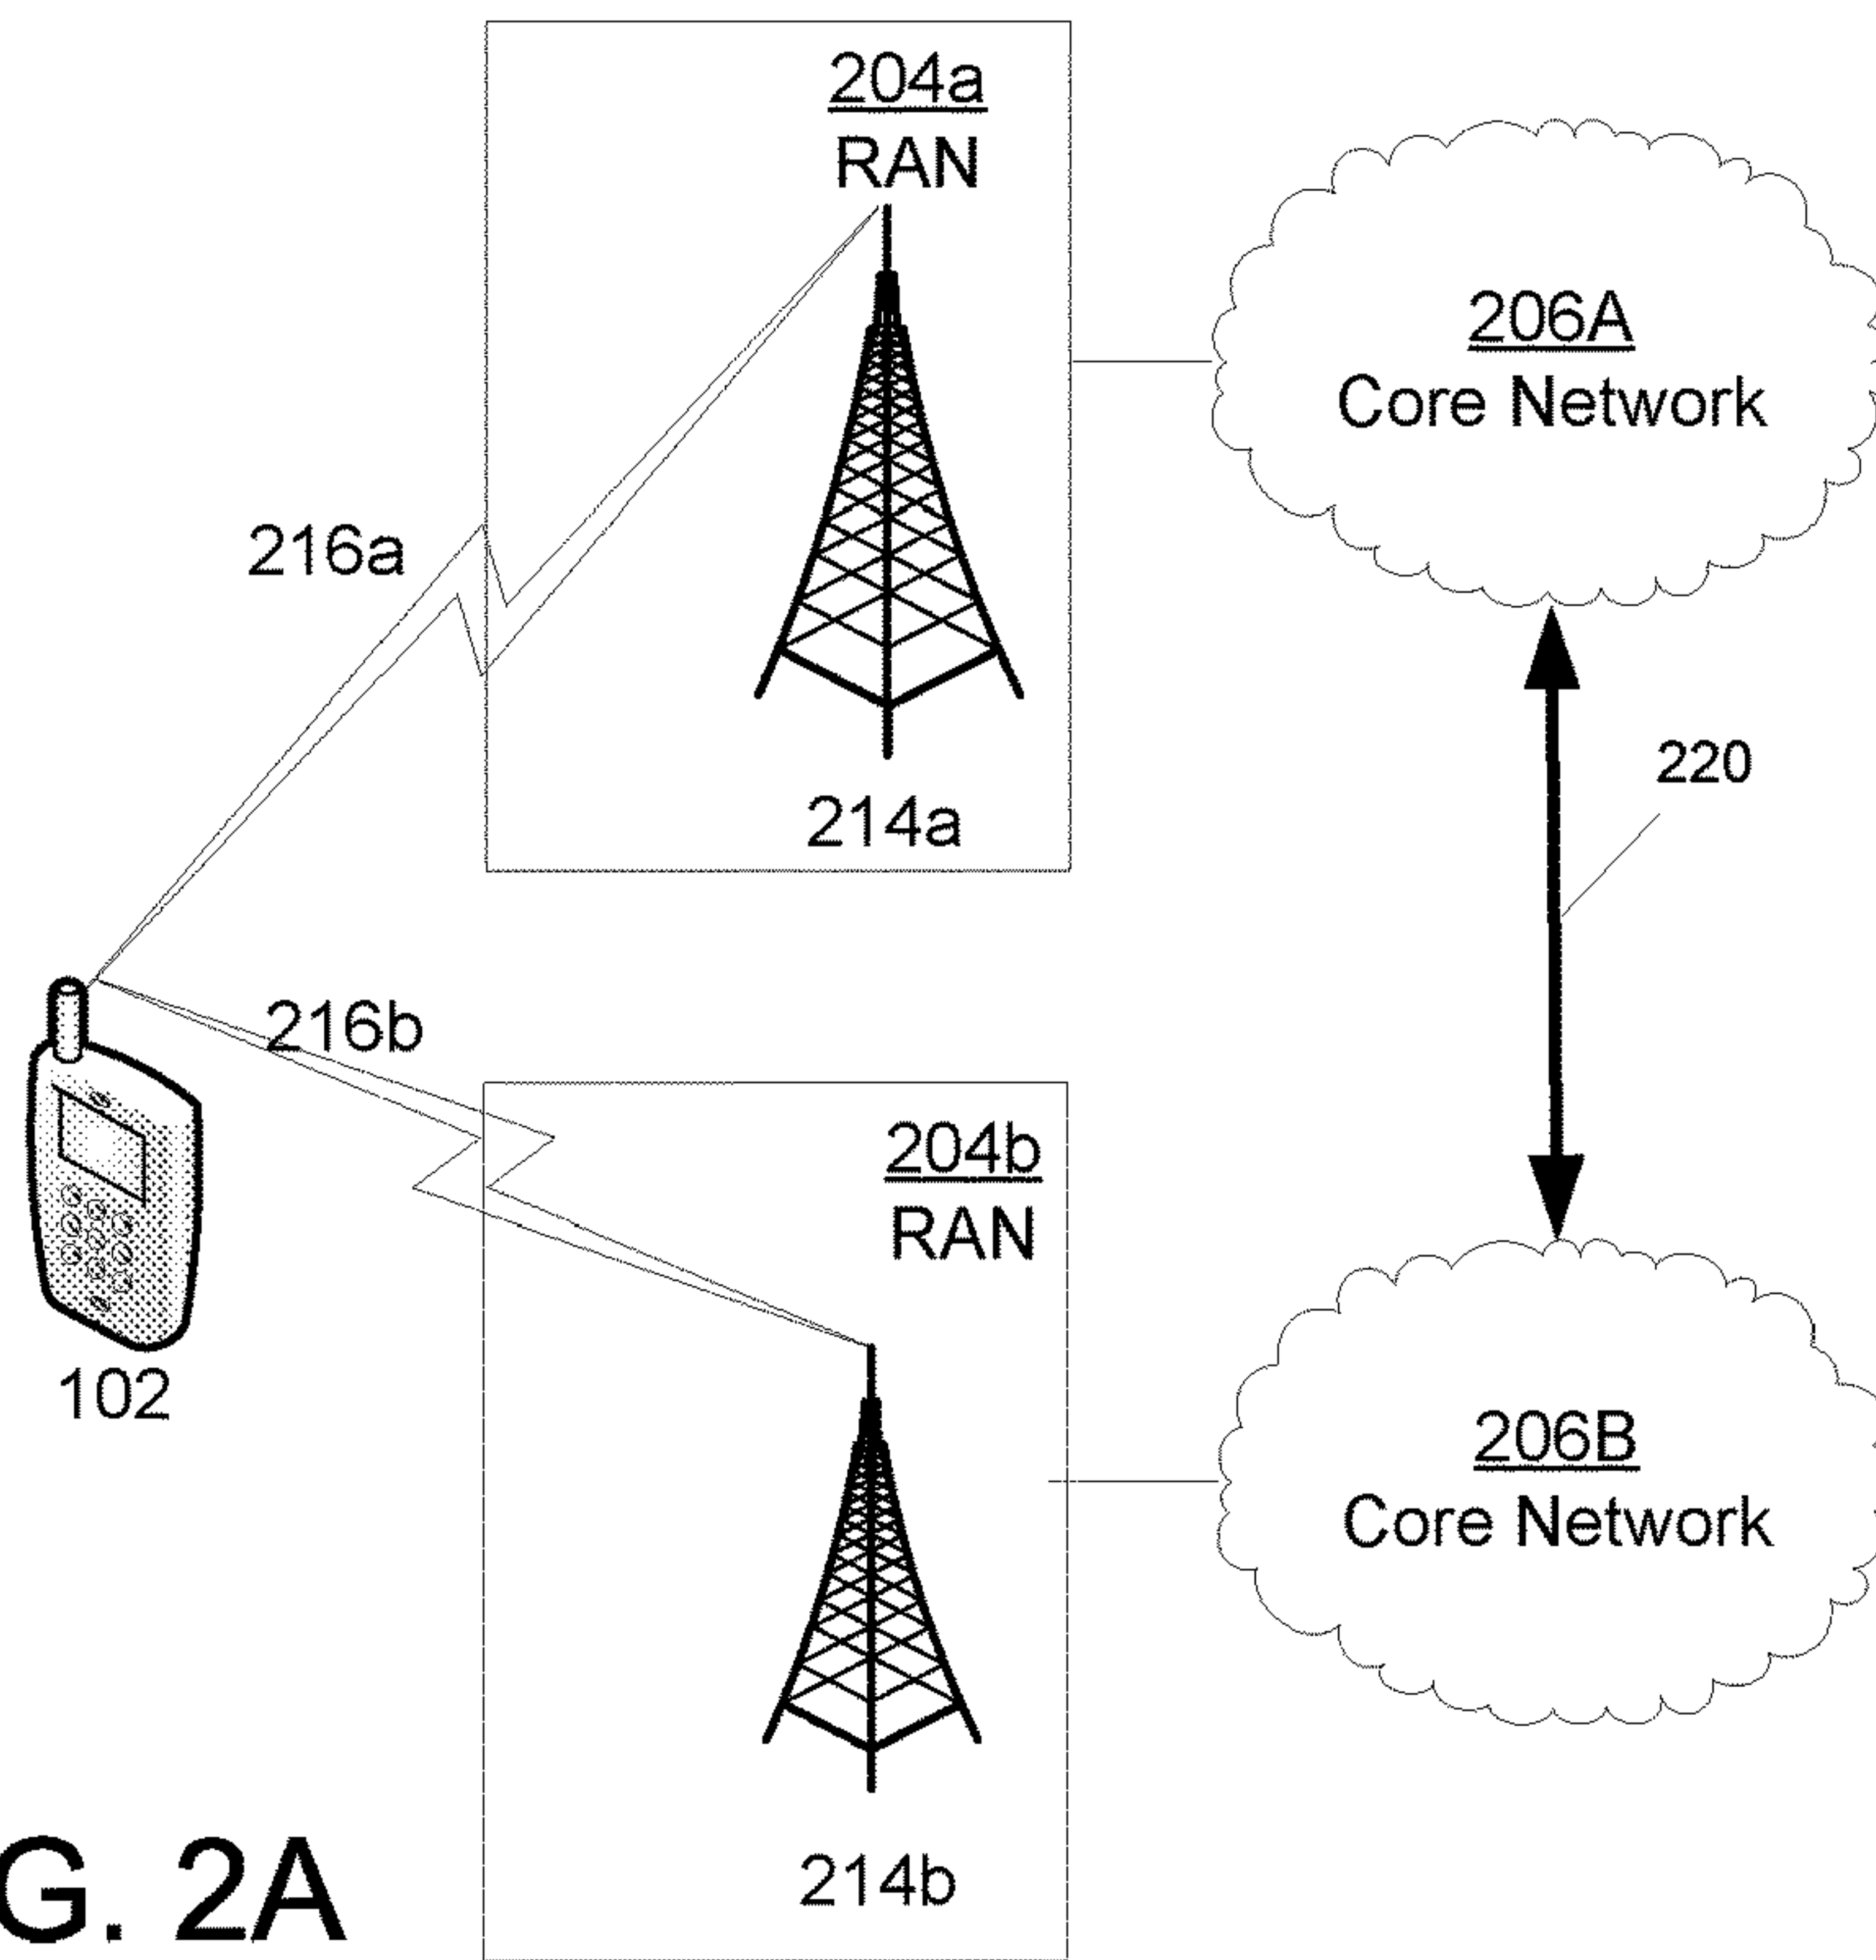 204a
RAN
206A
Core Network
216a
220
214a
216b
204b
RAN
102
206B
Core Network
214b
G. 2A